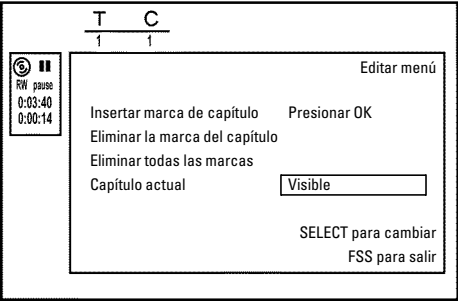 T C
1 1
RW pause
0:03:40
0:00:14
Editar menú
Insertar marca de capítulo Presionar OK
Eliminar la marca del capítulo
Eliminar todas las marcas
Capítulo actual Visible
SELECT para cambiar
FSS para salir